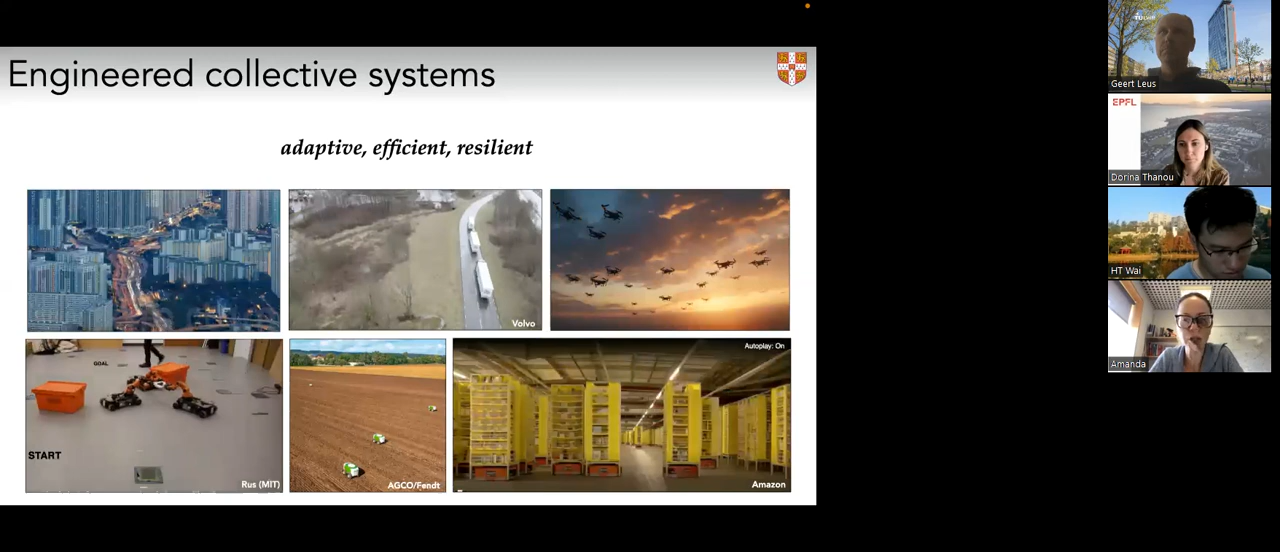 Engineered collective systems
adaptive, efficient, resilient
Volvo
GOAL
START
Rus (MIT)
AGCO/Fendt
Autoplay: On
Amazon
TUDelft
Geert Leus
EPFL
Dorina Thanou
HT Wai
Amanda